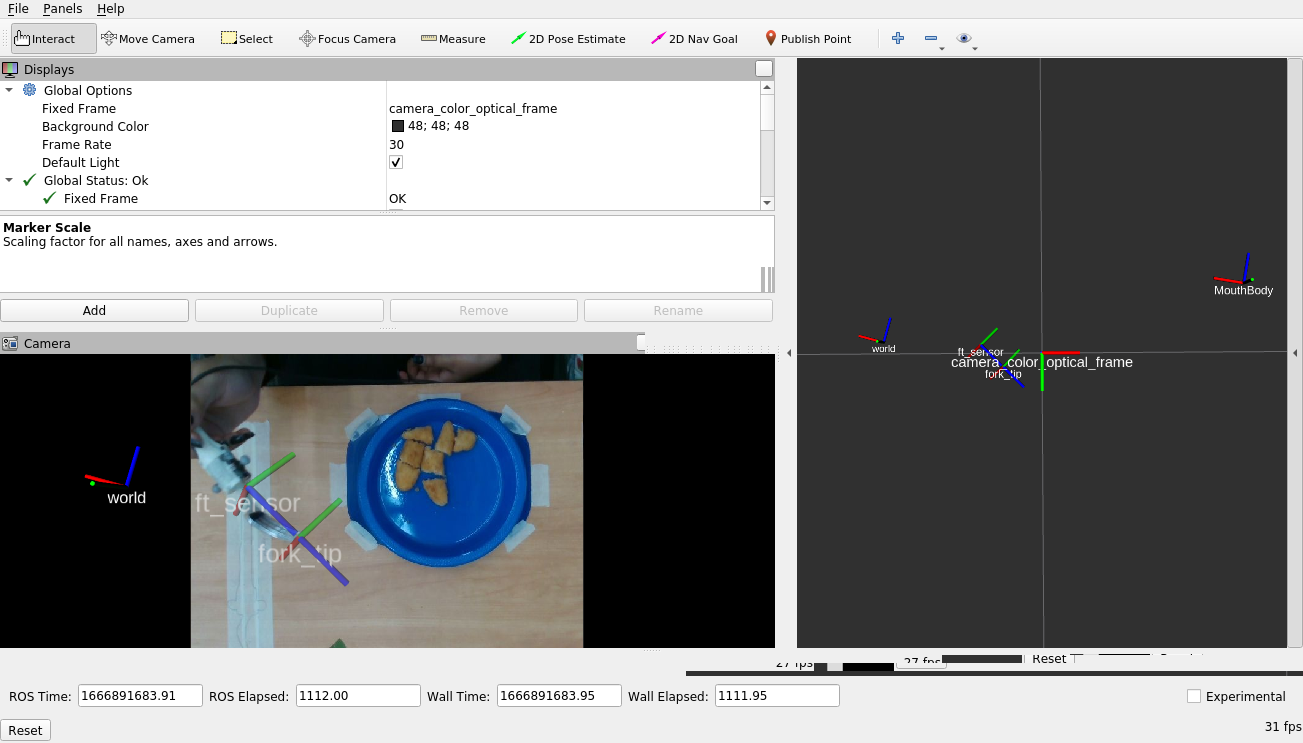 File Panels Help
Interact Move Camera Select Focus Camera Measure 2D Pose Estimate 2D Nav Goal Publish Point
Displays
Global Options
Fixed Frame camera_color_optical_frame
Background Color 48; 48; 48
Frame Rate 30
Default Light
Global Status: Ok
Fixed Frame OK
Marker Scale
Scaling factor for all names, axes and arrows.
Add Duplicate Remove Rename
Camera
world
ft_sensor
fork_tip
MouthBody
world
ft_sensor
camera_color_optical_frame
fork_tip
27 fps 27 fps Reset
ROS Time: 1666891683.91 ROS Elapsed: 1112.00 Wall Time: 1666891683.95 Wall Elapsed: 1111.95 Experimental
Reset 31 fps